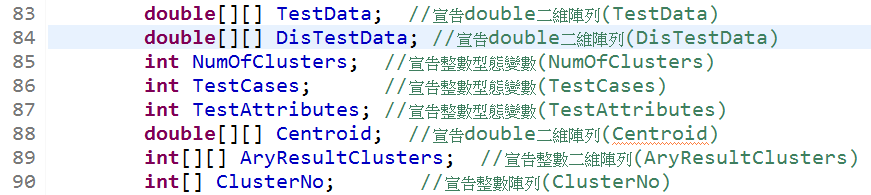 83 double[][] TestData; //宣告double二維陣列(TestData)
84 double[][] DisTestData; //宣告double二維陣列(DisTestData)
85 int NumOfClusters; //宣告整數型態變數(NumOfClusters)
86 int TestCases; //宣告整數型態變數(TestCases)
87 int TestAttributes; //宣告整數型態變數(TestAttributes)
88 double[][] Centroid; //宣告double二維陣列(Centroid)
89 int[][] AryResultClusters; //宣告整數二維陣列(AryResultClusters)
90 int[] ClusterNo; //宣告整數陣列(ClusterNo)